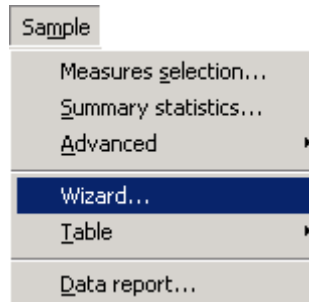 Sample
Measures selection...
Summary statistics...
Advanced
Wizard...
Table
Data report...